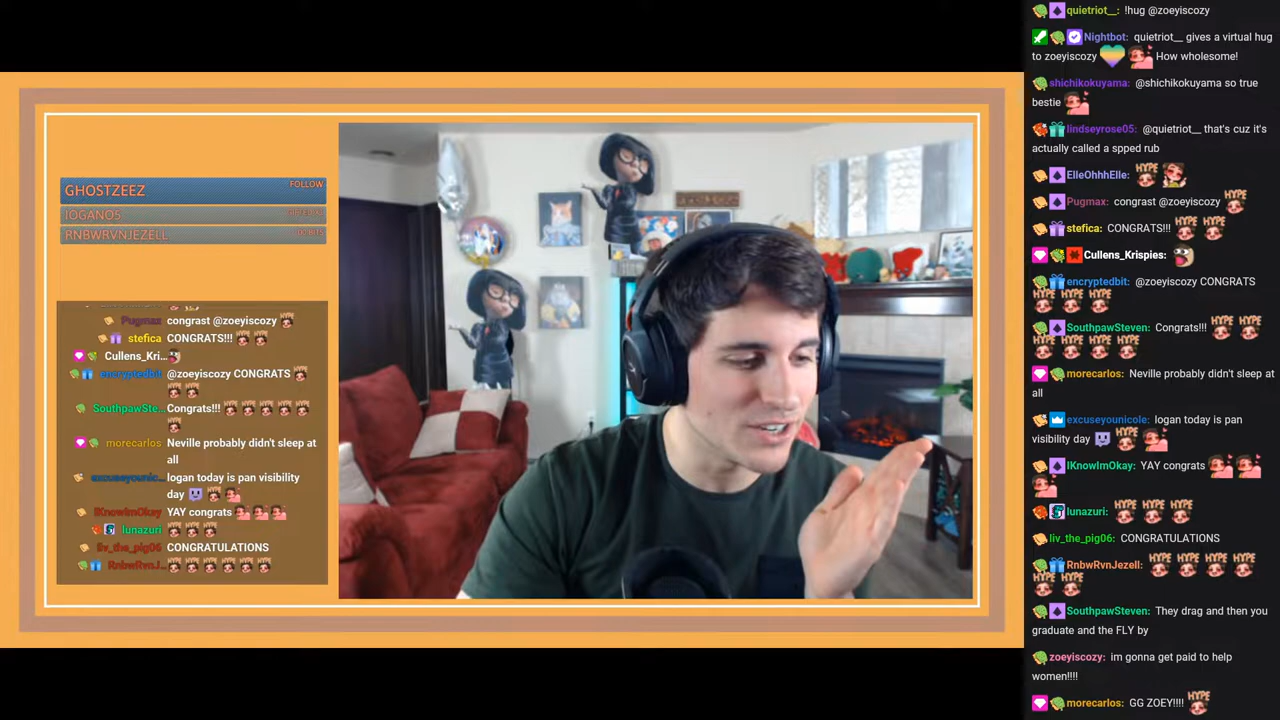 GHOSTZEEZ
FOLLOW
RNBWRVNJEZELL
Pugmax congrast @zoeyiscozy
stefica CONGRATS!!!
Cullens_Kri...
encryptedbit @zoeyiscozy CONGRATS
SouthpawSte... Congrats!!!
morecarlos Neville probably didn't sleep at
all
excuseyounic... logan today is pan visibility
day
IKnowImOkay YAY congrats
lunazuri
liv_the_pig06 CONGRATULATIONS
RnbwRvnJ...
quietriot__: !hug @zoeyiscozy
Nightbot: quietriot__ gives a virtual hug
to zoeyiscozy How wholesome!
shichikokuyama: @shichikokuyama so true
bestie
lindseyrose05: @quietriot__ that's cuz it's
actually called a spped rub
ElleOhhhElle: HYPE
Pugmax: congrast @zoeyiscozy HYPE
stefica: CONGRATS!!! HYPE HYPE
Cullens_Krispies:
encryptedbit: @zoeyiscozy CONGRATS
HYPE HYPE HYPE
SouthpawSteven: Congrats!!! HYPE HYPE
HYPE HYPE HYPE HYPE
morecarlos: Neville probably didn't sleep at
all
excuseyounicole: logan today is pan
visibility day HYPE
IKnowImOkay: YAY congrats
lunazuri: HYPE HYPE HYPE
liv_the_pig06: CONGRATULATIONS
RnbwRvnJezell: HYPE HYPE HYPE HYPE
HYPE HYPE
SouthpawSteven: They drag and then you
graduate and the FLY by
zoeyiscozy: im gonna get paid to help
women!!!!
morecarlos: GG ZOEY!!!! HYPE